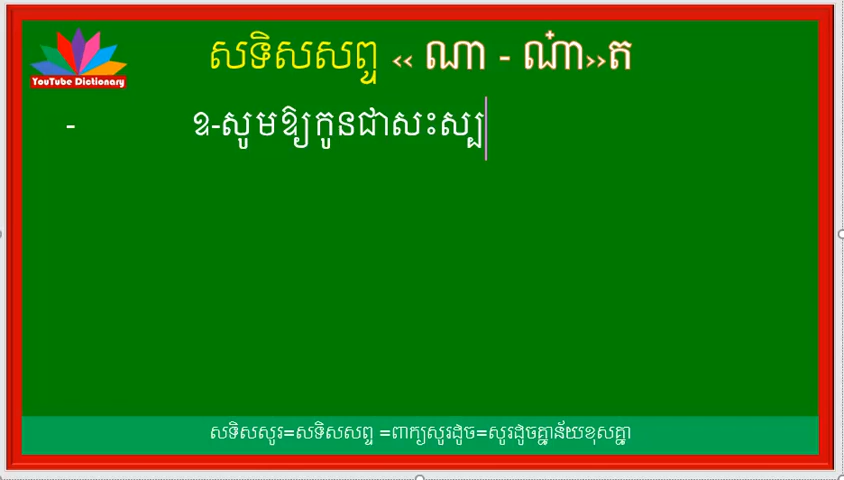 សទិសសព្ទ << ណា - ណ៎ា>>ត
YouTube Dictionary
- ឧ-សូមឱ្យកូនជាសះស្ប
សទិសសូរ=សទិសសព្ទ =ពាក្យសូរដូច=សូរដូចគ្នាន័យខុសគ្នា